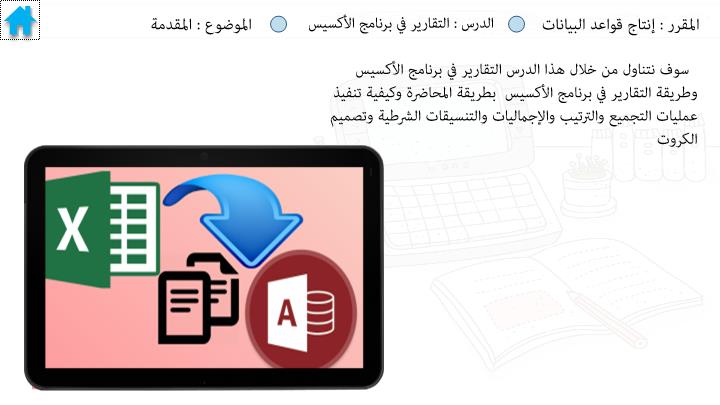 المقرر : إنتاج قواعد البيانات
الدرس : التقارير في برنامج الأكسيس
الموضوع : المقدمة
سوف نتناول من خلال هذا الدرس التقارير في برنامج الأكسيس
وطريقة التقارير في برنامج الأكسيس بطريقة المحاضرة وكيفية تنفيذ
عمليات التجميع والترتيب والإجماليات والتنسيقات الشرطية وتصميم
الكروت
X
A